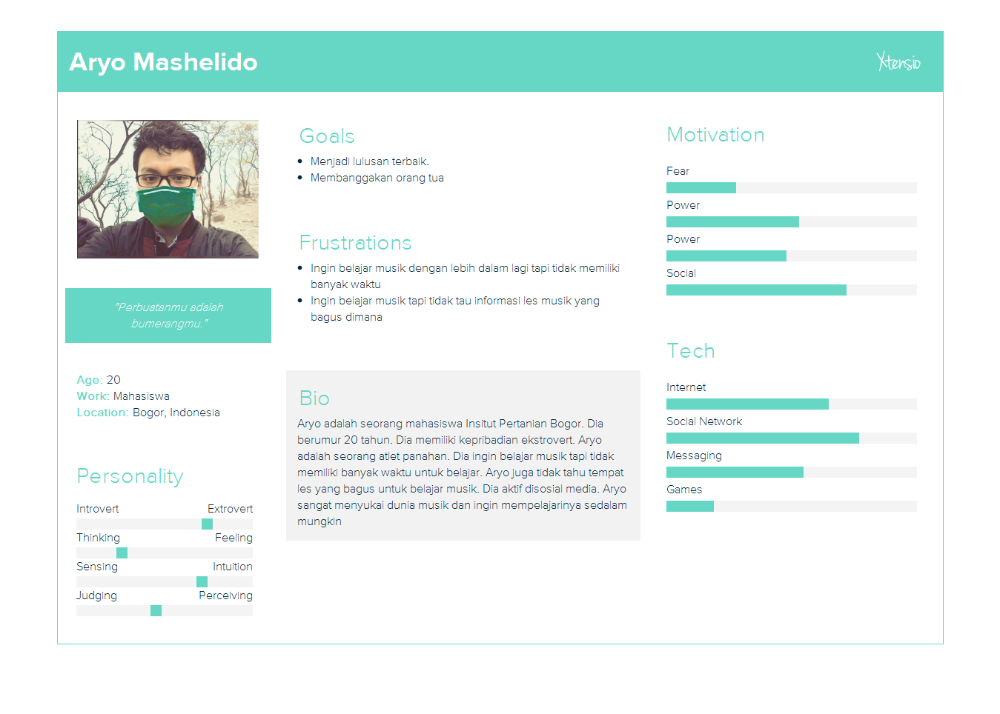 Aryo Mashelido
Xtensio
"Perbuatanmu adalah
bumerangmu."
Age: 20
Work: Mahasiswa
Location: Bogor, Indonesia
Personality
Introvert Extrovert
Thinking Feeling
Sensing Intuition
Judging Perceiving
Goals
Menjadi lulusan terbaik.
Membanggakan orang tua
Frustrations
Ingin belajar musik dengan lebih dalam lagi tapi tidak memiliki
banyak waktu
Ingin belajar musik tapi tidak tau informasi les musik yang
bagus dimana
Bio
Aryo adalah seorang mahasiswa Insitut Pertanian Bogor. Dia
berumur 20 tahun. Dia memiliki kepribadian ekstrovert. Aryo
adalah seorang atlet panahan. Dia ingin belajar musik tapi tidak
memiliki banyak waktu untuk belajar. Aryo juga tidak tahu tempat
les yang bagus untuk belajar musik. Dia aktif disosial media. Aryo
sangat menyukai dunia musik dan ingin mempelajarinya sedalam
mungkin
Motivation
Fear
Power
Power
Social
Tech
Internet
Social Network
Messaging
Games